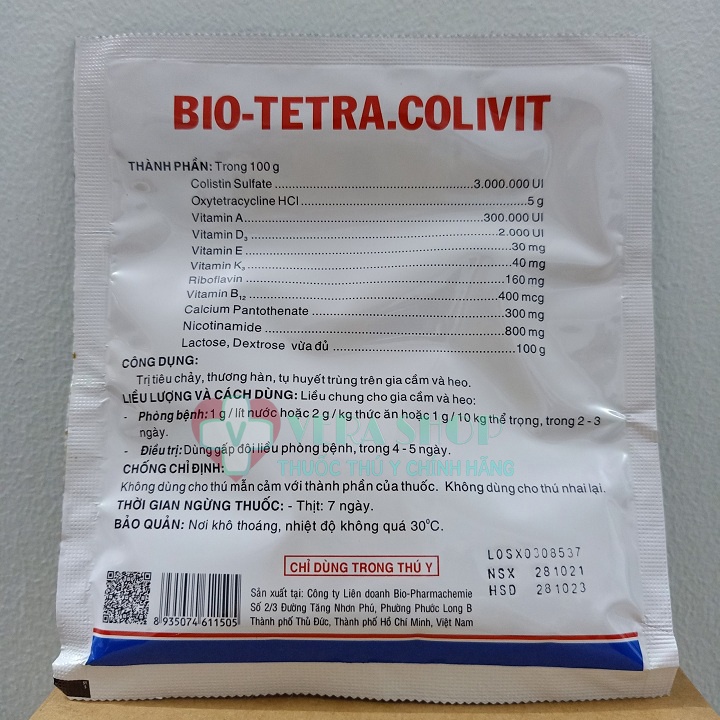 BIO-TETRA.COLIVIT
THÀNH PHẦN: Trong 100 g
Colistin Sulfate ........ 3.000.000 UI
Oxytetracycline HCl ........ 5 g
Vitamin A ........ 300.000 UI
Vitamin D₃ ........ 2.000 UI
Vitamin E ........ 30 mg
Vitamin K₃ ........ 40 mg
Riboflavin ........ 160 mg
Vitamin B₁₂ ........ 400 mcg
Calcium Pantothenate ........ 300 mg
Nicotinamide ........ 800 mg
Lactose, Dextrose vừa đủ ........ 100 g
CÔNG DỤNG:
Trị tiêu chảy, thương hàn, tụ huyết trùng trên gia cầm và heo.
LIỀU LƯỢNG VÀ CÁCH DÙNG: Liều chung cho gia cầm và heo:
- Phòng bệnh: 1 g / lít nước hoặc 2 g / kg thức ăn hoặc 1 g / 10 kg thể trọng, trong 2 - 3
ngày.
- Điều trị: Dùng gấp đôi liều phòng bệnh, trong 4 - 5 ngày.
VERA SHOP
THUỐC THÚ Y CHÍNH HÃNG
CHỐNG CHỈ ĐỊNH:
Không dùng cho thú mẫn cảm với thành phần của thuốc. Không dùng cho thú nhai lại.
THỜI GIAN NGỪNG THUỐC: - Thịt: 7 ngày.
BẢO QUẢN: Nơi khô thoáng, nhiệt độ không quá 30°C.
CHỈ DÙNG TRONG THÚ Y
LOSX0308537
NSX 281021
HSD 281023
8 935074 611505
Sản xuất tại: Công ty Liên doanh Bio-Pharmachemie
Số 2/3 Đường Tăng Nhơn Phú, Phường Phước Long B
Thành phố Thủ Đức, Thành phố Hồ Chí Minh, Việt Nam